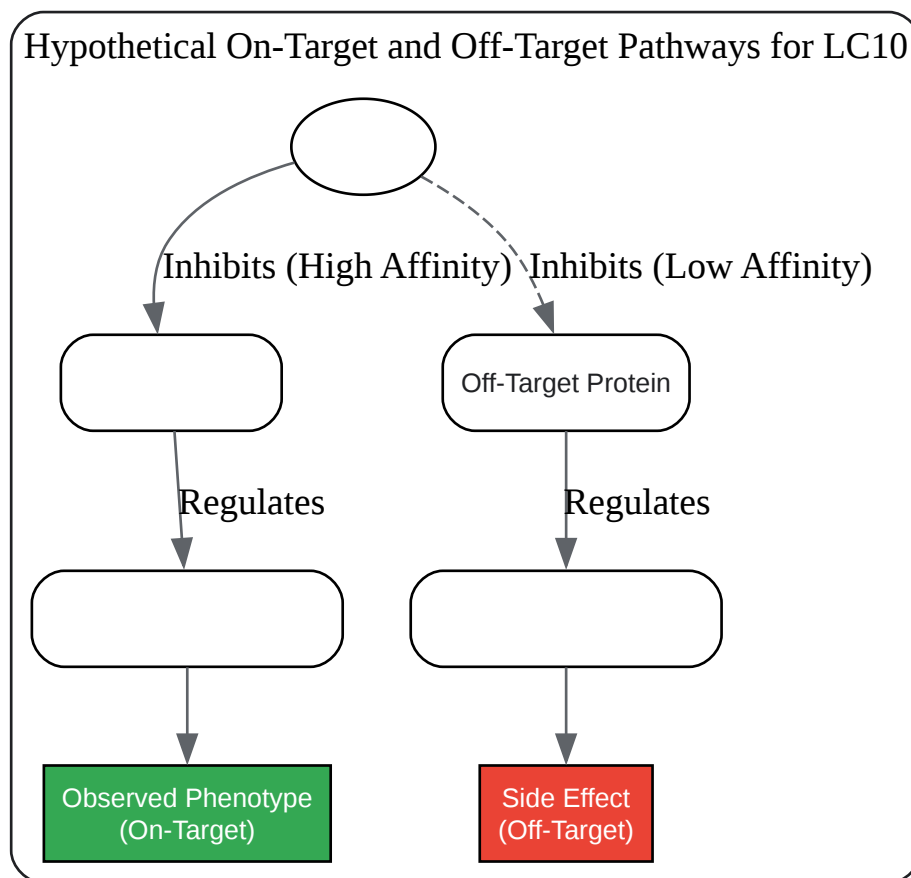 Hypothetical On-Target and Off-Target Pathways for LC10
Inhibits (High Affinity)
Inhibits (Low Affinity)
Off-Target Protein
Regulates
Regulates
Observed Phenotype
(On-Target)
Side Effect
(Off-Target)